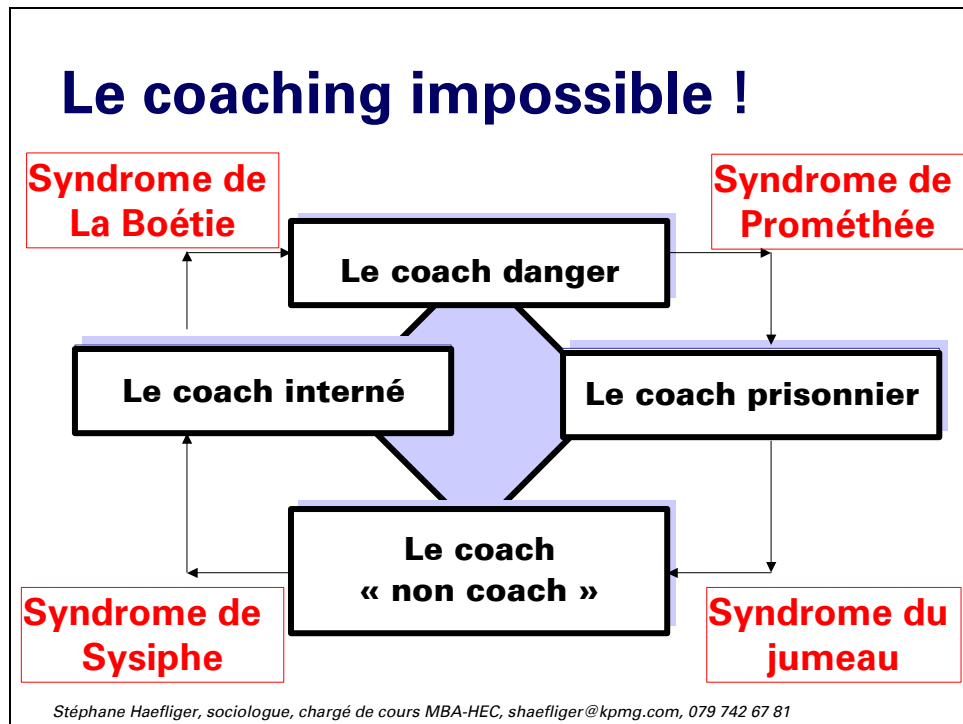 Le coaching impossible !
Syndrome de
La Boétie
Syndrome de
Prométhée
Le coach danger
Le coach interné
Le coach prisonnier
Le coach
« non coach »
Syndrome de
Sysiphe
Syndrome du
jumeau
Stéphane Haefliger, sociologue, chargé de cours MBA-HEC, shaefliger@kpmg.com, 079 742 67 81